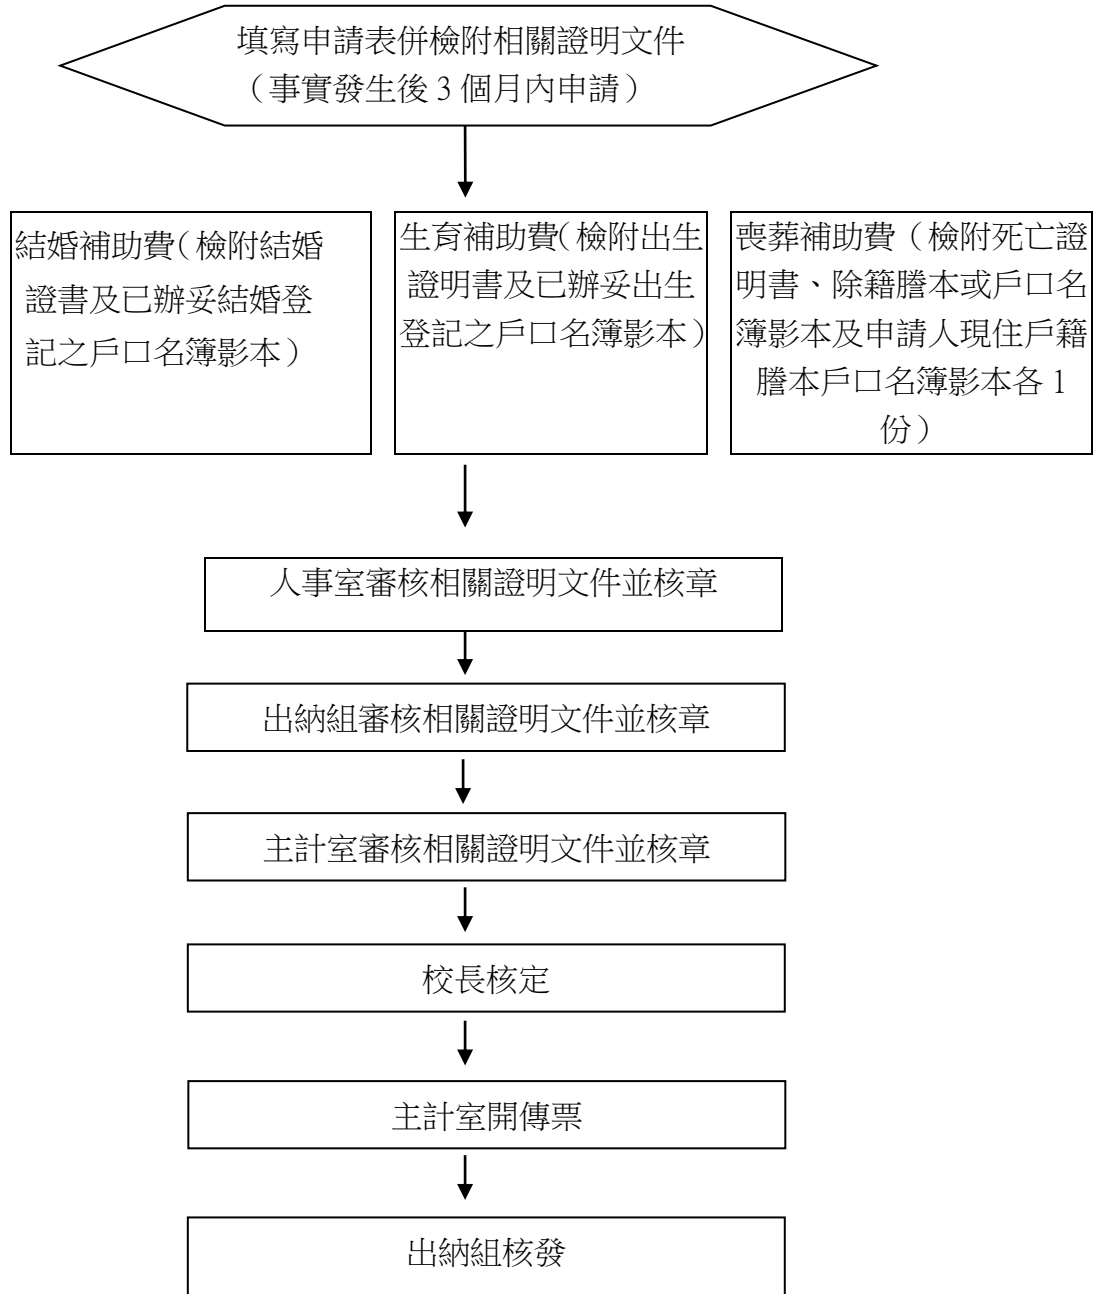 填寫申請表併檢附相關證明文件
（事實發生後 3 個月內申請）
結婚補助費（檢附結婚
證書及已辦妥結婚登
記之戶口名簿影本）
生育補助費（檢附出生
證明書及已辦妥出生
登記之戶口名簿影本）
喪葬補助費（檢附死亡證
明書、除籍謄本或戶口名
簿影本及申請人現住戶籍
謄本戶口名簿影本各 1
份）
人事室審核相關證明文件並核章
出納組審核相關證明文件並核章
主計室審核相關證明文件並核章
校長核定
主計室開傳票
出納組核發